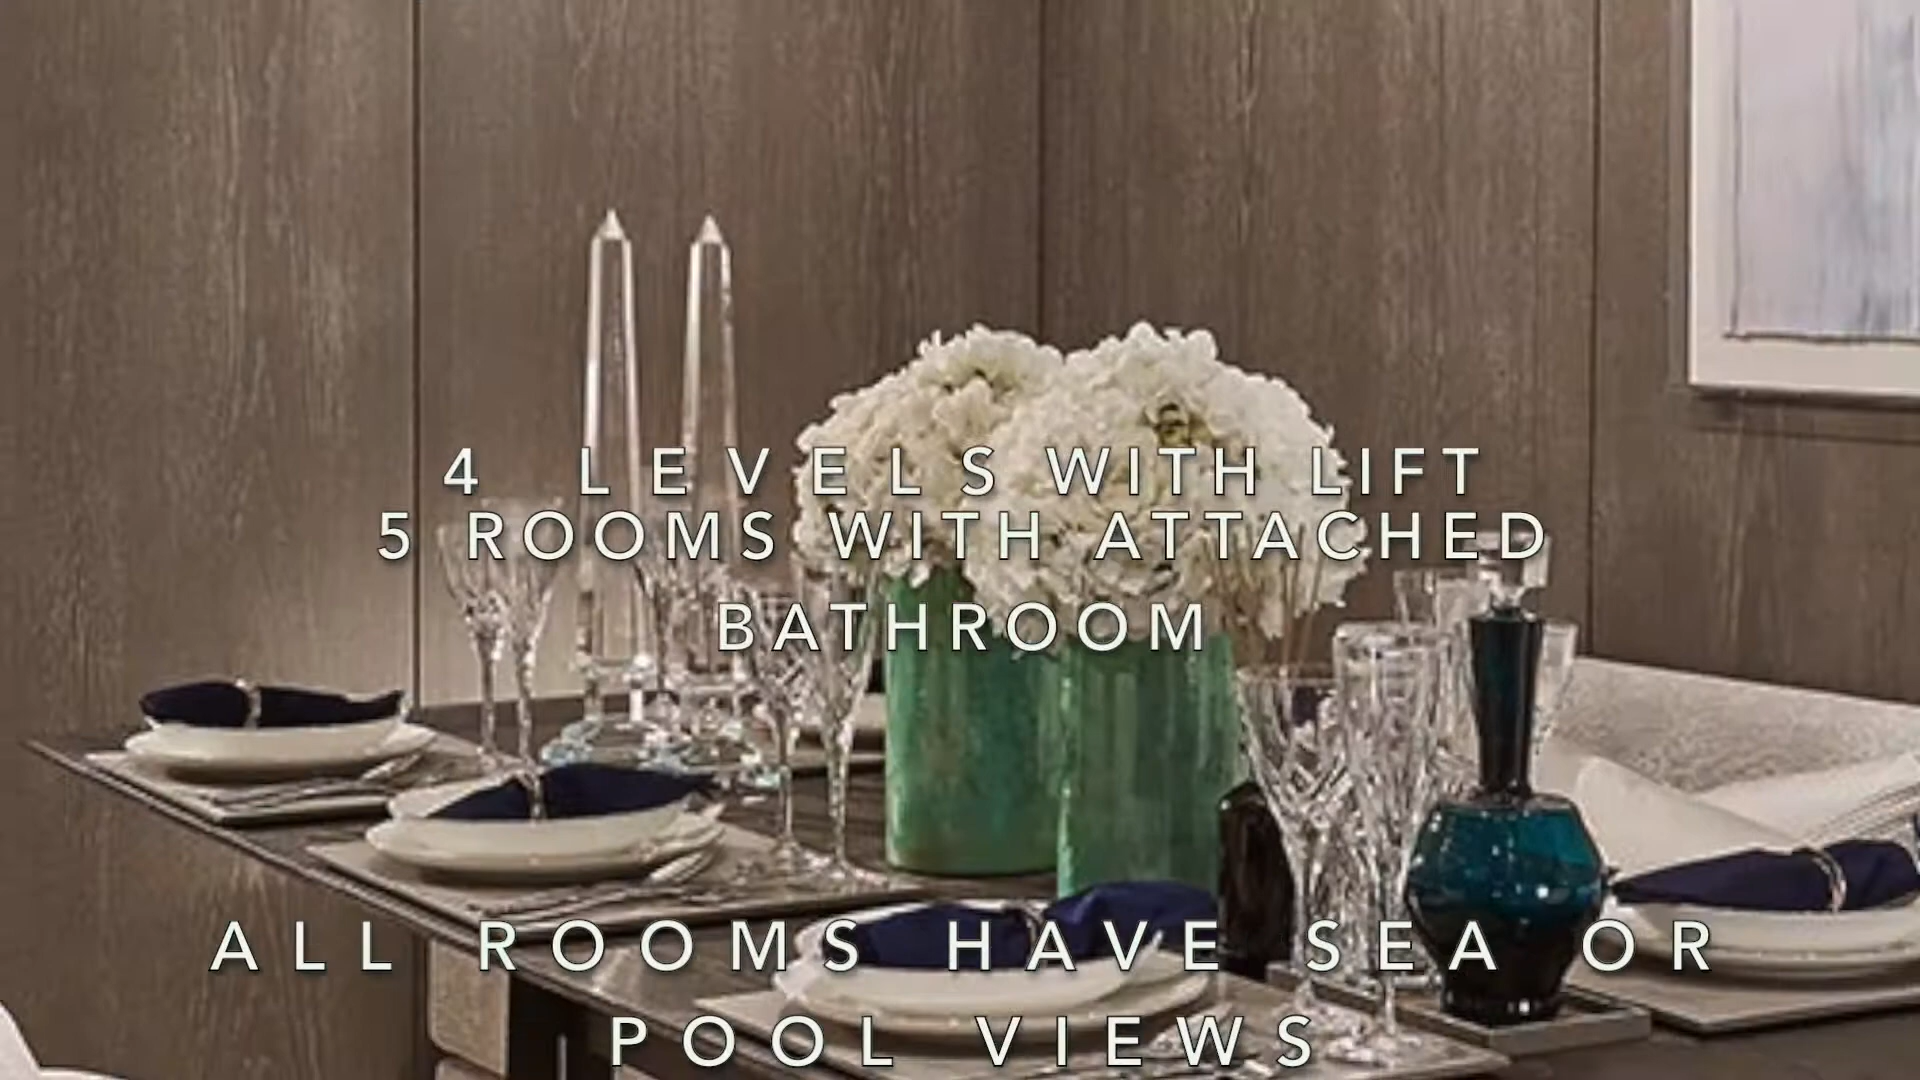 4 LEVELS WITH LIFT
5 ROOMS WITH ATTACHED
BATHROOM
ALL ROOMS HAVE SEA OR
POOL VIEWS